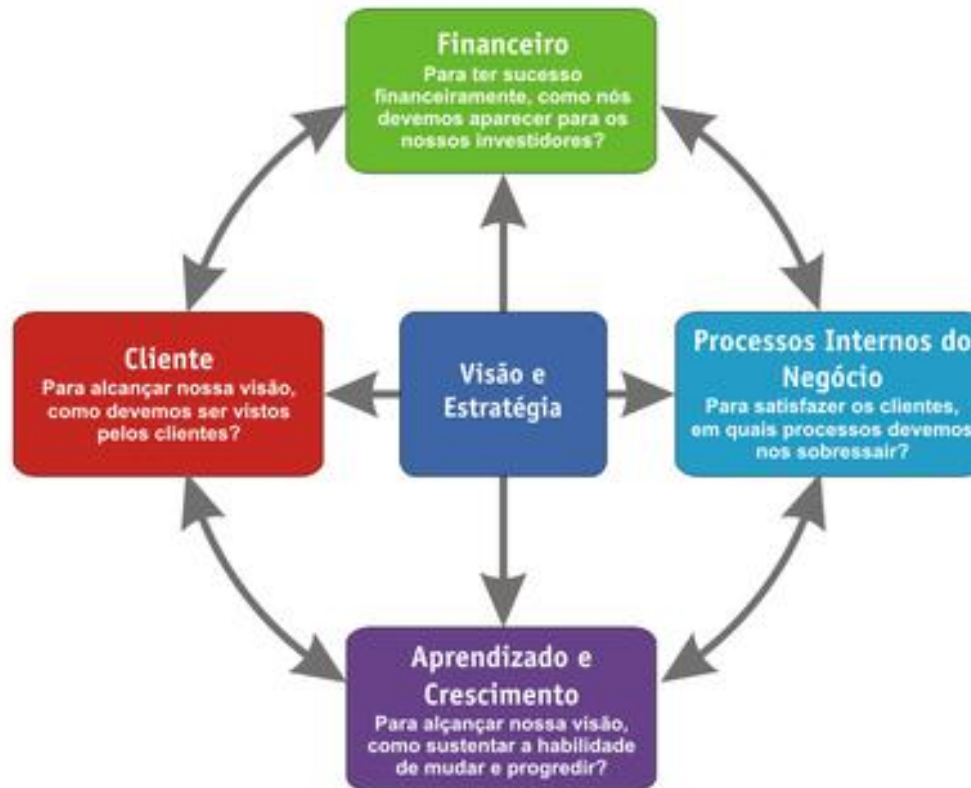 Financeiro
Para ter sucesso
financeiramente, como nós
devemos aparecer para os
nossos investidores?
Cliente
Para alcançar nossa visão,
como devemos ser vistos
pelos clientes?
Visão e
Estratégia
Processos Internos do
Negócio
Para satisfazer os clientes,
em quais processos devemos
nos sobressair?
Aprendizado e
Crescimento
Para alçançar nossa visão,
como sustentar a habilidade
de mudar e progredir?